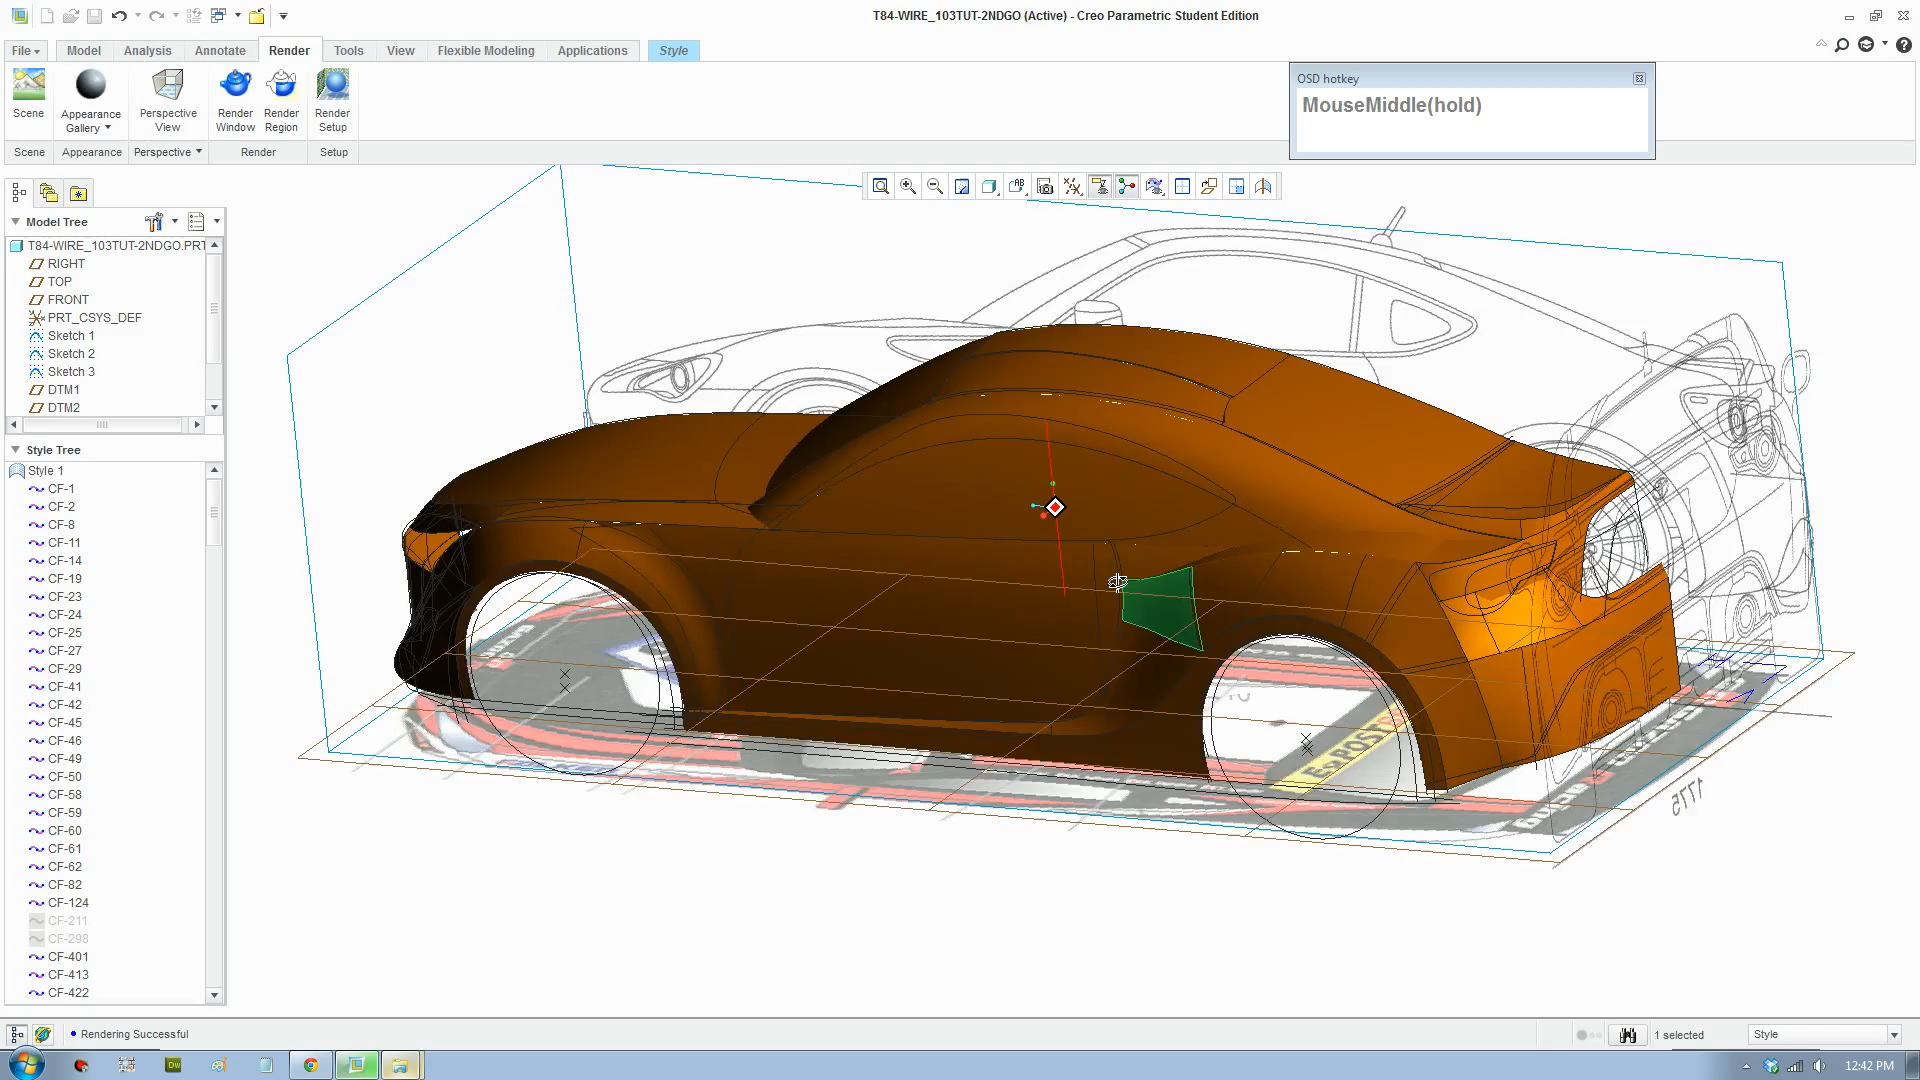 T84-WIRE_103TUT-2NDGO (Active) - Creo Parametric Student Edition
File
Model
Analysis
Annotate
Render
Tools
View
Flexible Modeling
Applications
Style
Scene
Appearance Gallery
Perspective View
Render Window
Render Region
Render Setup
Scene
Appearance
Perspective
Render
Setup
OSD hotkey
MouseMiddle(hold)
Model Tree
T84-WIRE_103TUT-2NDGO.PRT
RIGHT
TOP
FRONT
PRT_CSYS_DEF
Sketch 1
Sketch 2
Sketch 3
DTM1
DTM2
Style Tree
Style 1
CF-1
CF-2
CF-8
CF-11
CF-14
CF-19
CF-23
CF-24
CF-25
CF-27
CF-29
CF-41
CF-42
CF-45
CF-46
CF-49
CF-50
CF-58
CF-59
CF-60
CF-61
CF-62
CF-82
CF-124
CF-211
CF-298
CF-401
CF-413
CF-422
1775
Rendering Successful
1 selected
Style
Dw
12:42 PM